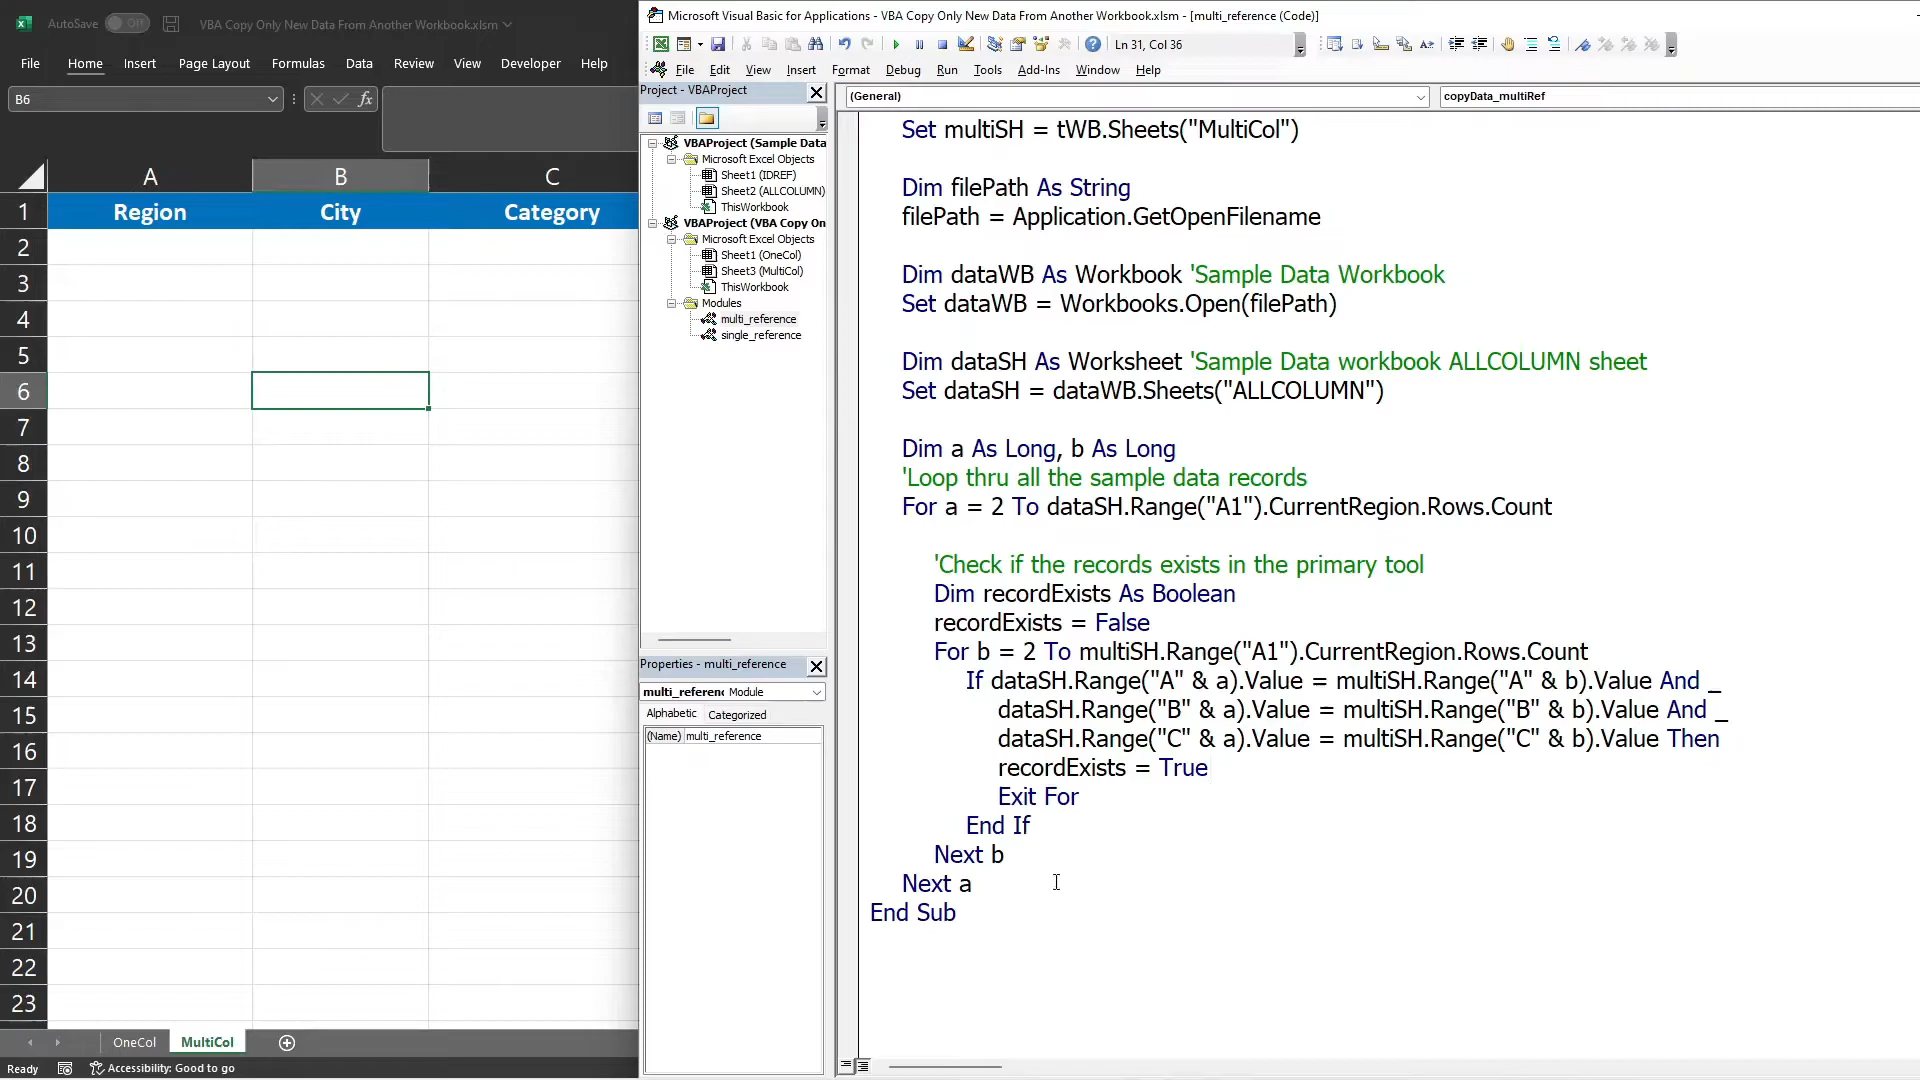 AutoSave Off VBA Copy Only New Data From Another Workbook.xlsm
File Home Insert Page Layout Formulas Data Review View Developer Help
B6 fx
A B C
1 Region City Category
2
3
4
5
6
7
8
9
10
11
12
13
14
15
16
17
18
19
20
21
22
23
OneCol MultiCol
Ready Accessibility: Good to go
Microsoft Visual Basic for Applications - VBA Copy Only New Data From Another Workbook.xlsm - [multi_reference (Code)]
Ln 31, Col 36
File Edit View Insert Format Debug Run Tools Add-Ins Window Help
Project - VBAProject
VBAProject (Sample Data
Microsoft Excel Objects
Sheet1 (IDREF)
Sheet2 (ALLCOLUMN)
ThisWorkbook
VBAProject (VBA Copy On
Microsoft Excel Objects
Sheet1 (OneCol)
Sheet3 (MultiCol)
ThisWorkbook
Modules
multi_reference
single_reference
Properties - multi_reference
multi_referenc Module
Alphabetic Categorized
(Name) multi_reference
(General) copyData_multiRef
Set multiSH = tWB.Sheets("MultiCol")
Dim filePath As String
filePath = Application.GetOpenFilename
Dim dataWB As Workbook 'Sample Data Workbook
Set dataWB = Workbooks.Open(filePath)
Dim dataSH As Worksheet 'Sample Data workbook ALLCOLUMN sheet
Set dataSH = dataWB.Sheets("ALLCOLUMN")
Dim a As Long, b As Long
'Loop thru all the sample data records
For a = 2 To dataSH.Range("A1").CurrentRegion.Rows.Count
'Check if the records exists in the primary tool
Dim recordExists As Boolean
recordExists = False
For b = 2 To multiSH.Range("A1").CurrentRegion.Rows.Count
If dataSH.Range("A" & a).Value = multiSH.Range("A" & b).Value And _
dataSH.Range("B" & a).Value = multiSH.Range("B" & b).Value And _
dataSH.Range("C" & a).Value = multiSH.Range("C" & b).Value Then
recordExists = True
Exit For
End If
Next b
Next a
End Sub